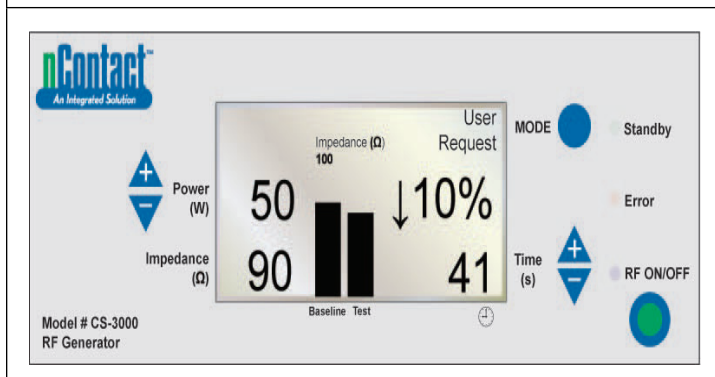 nContact™
An Integrated Solution
User
Request
MODE
Standby
Impedance (Ω)
100
Power
(W)
50
↓10%
Error
Impedance
(Ω)
90
41
Time
(s)
RF ON/OFF
Baseline Test
Model # CS-3000
RF Generator